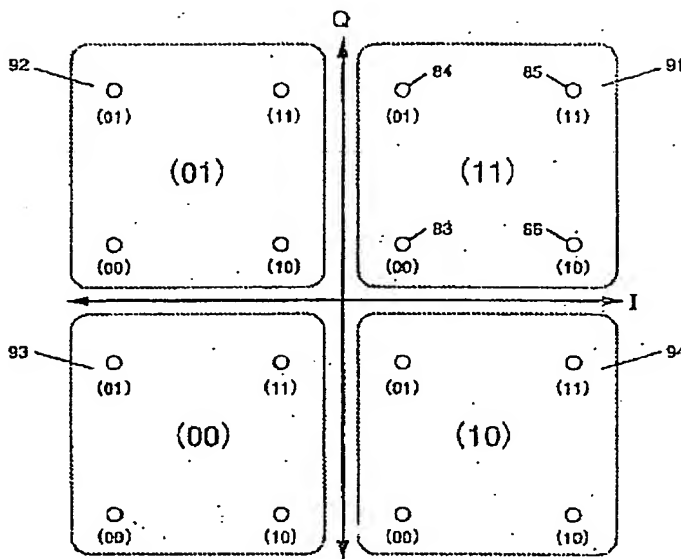 Q
92 84 85 91
(01) (11) (01) (11)
(01) (11)
83 86
(00) (10) (00) (10)
I
93 94
(01) (11) (01) (11)
(00) (10)
(00) (10) (00) (10)